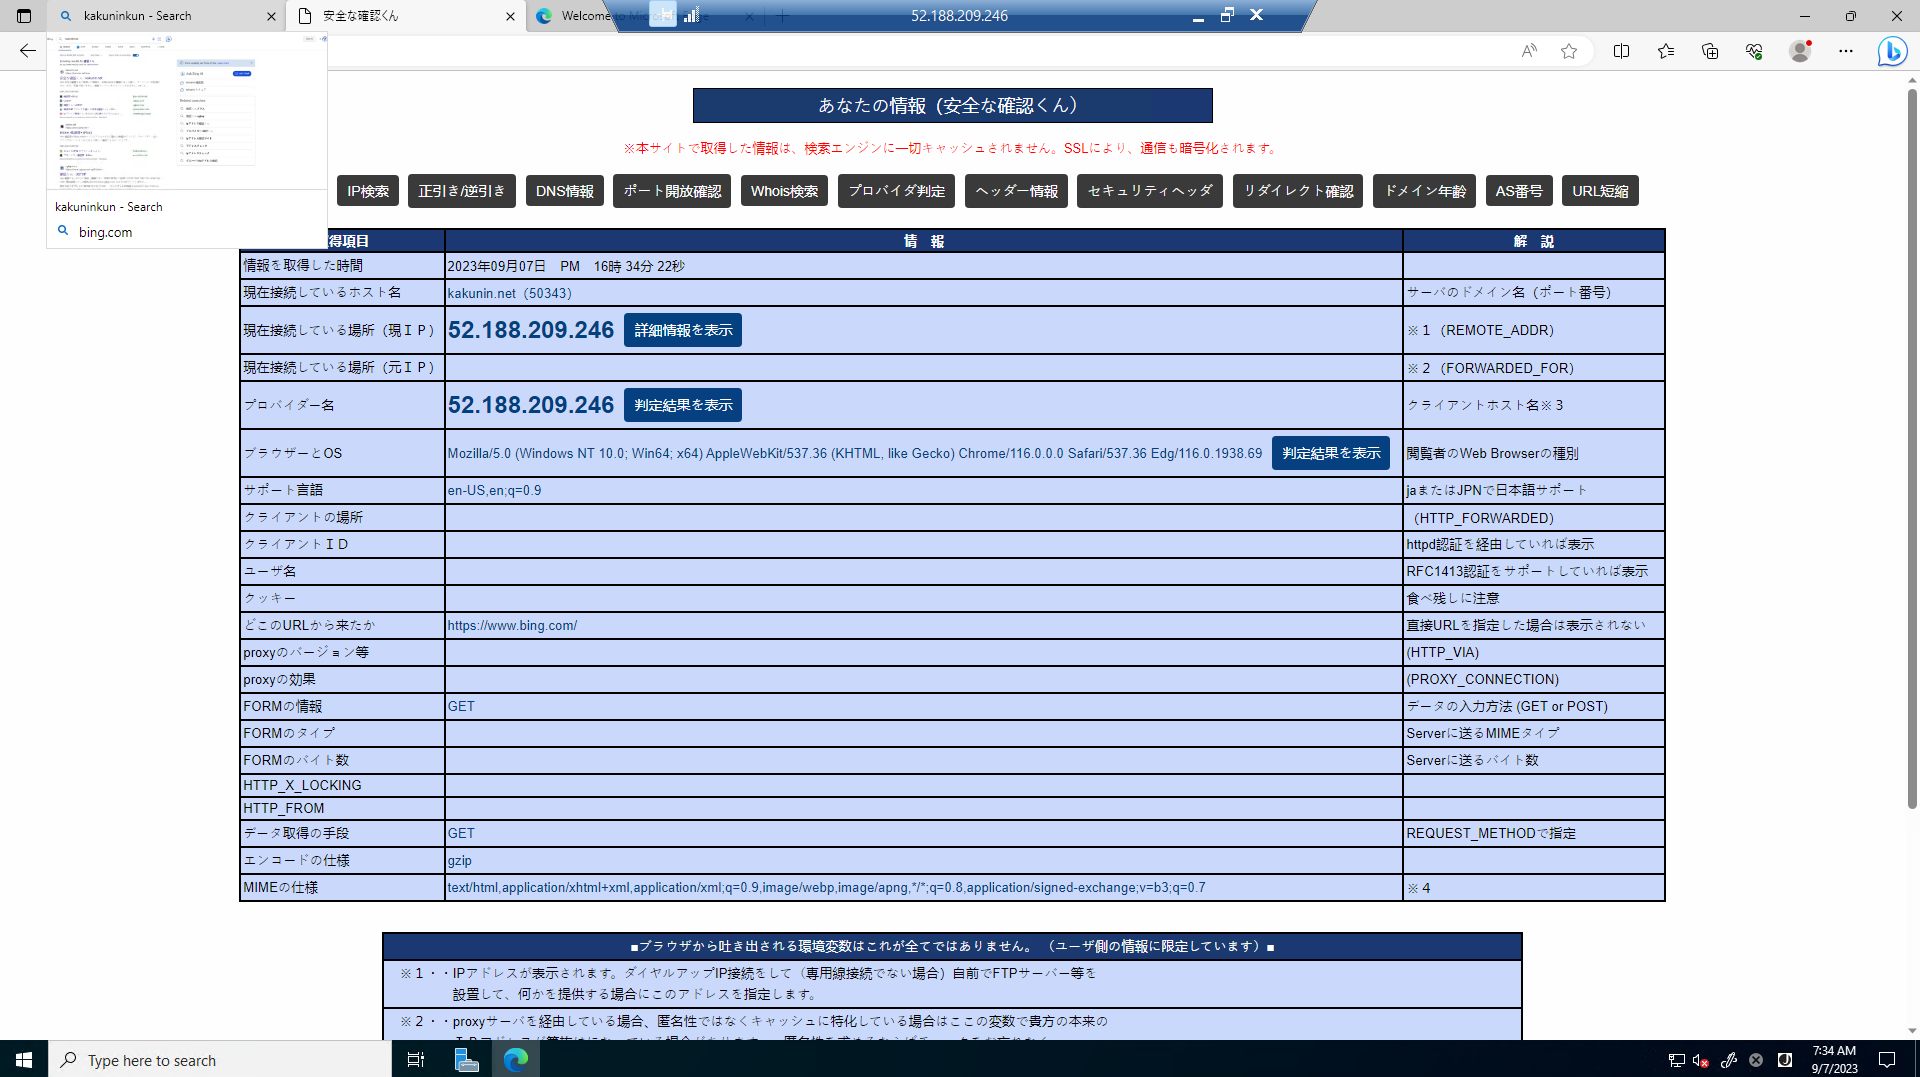 kakuninkun - Search
安全な確認くん
Welcome to Mic
52.188.209.246
kakuninkun - Search
bing.com
あなたの情報（安全な確認くん）
※本サイトで取得した情報は、検索エンジンに一切キャッシュされません。SSLにより、通信も暗号化されます。
IP検索 正引き/逆引き DNS情報 ポート開放確認 Whois検索 プロバイダ判定 ヘッダー情報 セキュリティヘッダ リダイレクト確認 ドメイン年齢 AS番号 URL短縮
得項目 情　報 解　説
情報を取得した時間 2023年09月07日　PM　16時 34分 22秒
現在接続しているホスト名 kakunin.net（50343） サーバのドメイン名（ポート番号）
現在接続している場所（現ＩＰ） 52.188.209.246 詳細情報を表示 ※１（REMOTE_ADDR）
現在接続している場所（元ＩＰ） ※２（FORWARDED_FOR）
プロバイダー名 52.188.209.246 判定結果を表示 クライアントホスト名※３
ブラウザーとOS Mozilla/5.0 (Windows NT 10.0; Win64; x64) AppleWebKit/537.36 (KHTML, like Gecko) Chrome/116.0.0.0 Safari/537.36 Edg/116.0.1938.69 判定結果を表示 閲覧者のWeb Browserの種別
サポート言語 en-US,en;q=0.9 jaまたはJPNで日本語サポート
クライアントの場所 （HTTP_FORWARDED）
クライアントＩＤ httpd認証を経由していれば表示
ユーザ名 RFC1413認証をサポートしていれば表示
クッキー 食べ残しに注意
どこのURLから来たか https://www.bing.com/ 直接URLを指定した場合は表示されない
proxyのバージョン等 (HTTP_VIA)
proxyの効果 (PROXY_CONNECTION)
FORMの情報 GET データの入力方法 (GET or POST)
FORMのタイプ Serverに送るMIMEタイプ
FORMのバイト数 Serverに送るバイト数
HTTP_X_LOCKING
HTTP_FROM
データ取得の手段 GET REQUEST_METHODで指定
エンコードの仕様 gzip
MIMEの仕様 text/html,application/xhtml+xml,application/xml;q=0.9,image/webp,image/apng,*/*;q=0.8,application/signed-exchange;v=b3;q=0.7 ※４
■ブラウザから吐き出される環境変数はこれが全てではありません。（ユーザ側の情報に限定しています）■
※１・・IPアドレスが表示されます。ダイヤルアップIP接続をして（専用線接続でない場合）自前でFTPサーバー等を
設置して、何かを提供する場合にこのアドレスを指定します。
※２・・proxyサーバを経由している場合、匿名性ではなくキャッシュに特化している場合はここの変数で貴方の本来の
Type here to search
7:34 AM
9/7/2023